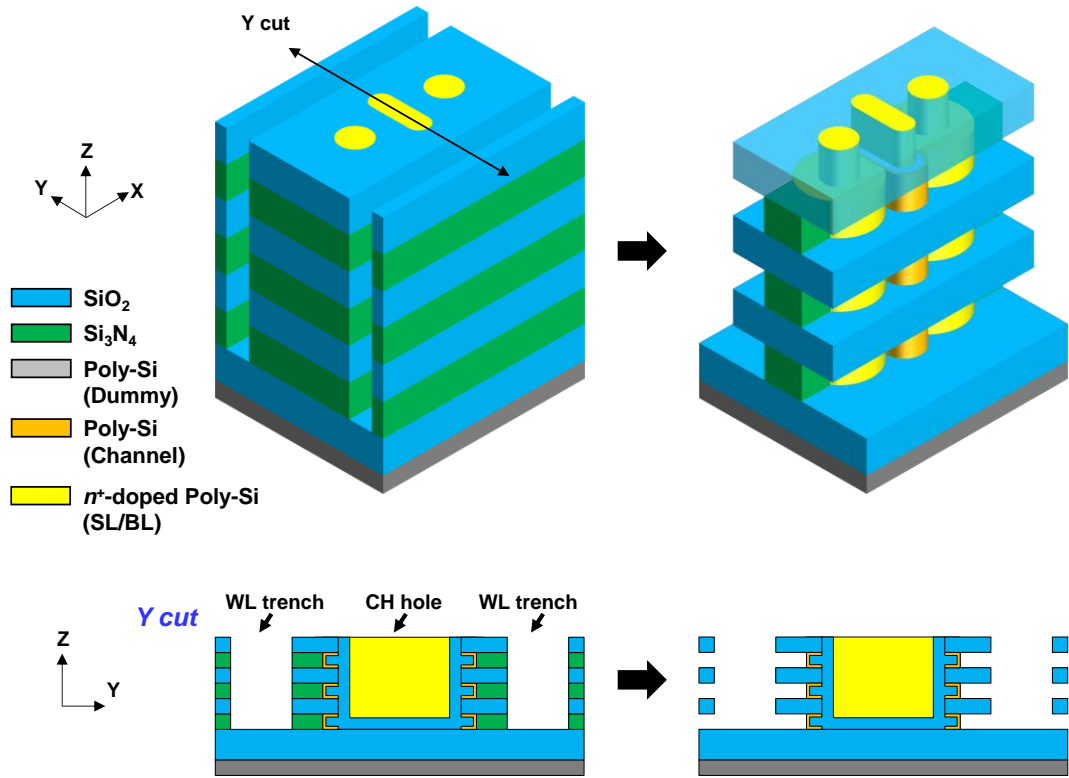 Y cut
Z
Y
X
SiO2
Si3N4
Poly-Si
(Dummy)
Poly-Si
(Channel)
n+-doped Poly-Si
(SL/BL)
Y cut
WL trench
CH hole
WL trench
Z
Y